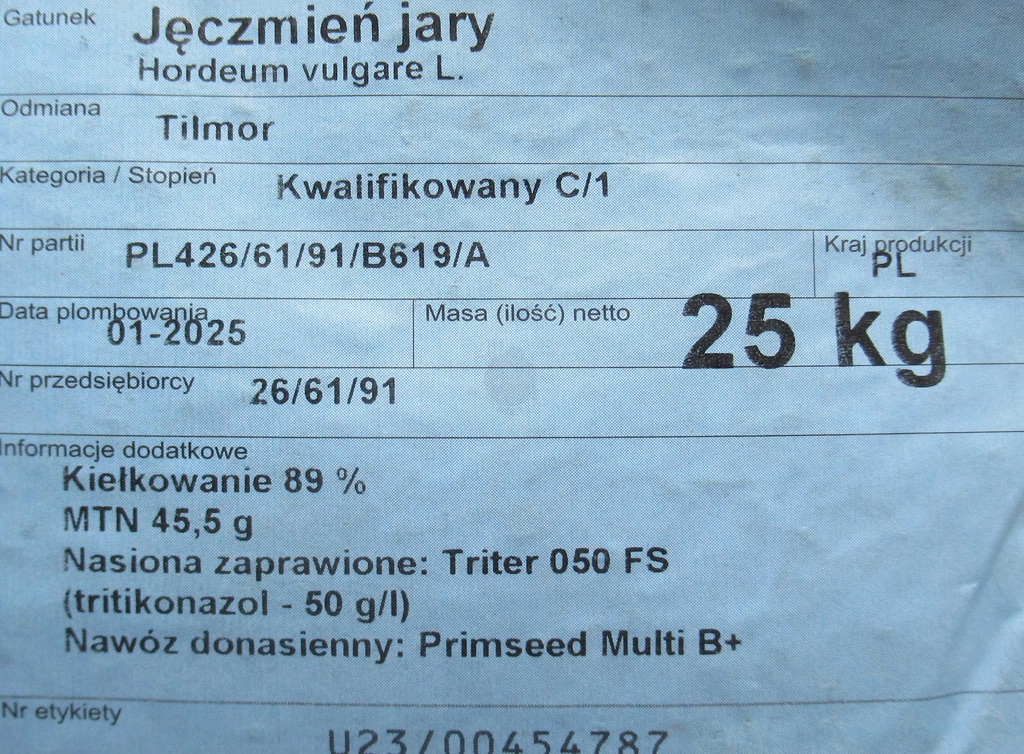 Gatunek Jęczmień jary
Hordeum vulgare L.
Odmiana Tilmor
Kategoria / Stopień Kwalifikowany C/1
Nr partii PL426/61/91/B619/A Kraj produkcji PL
Data plombowania 01-2025 Masa (ilość) netto 25 kg
Nr przedsiębiorcy 26/61/91
Informacje dodatkowe
Kiełkowanie 89 %
MTN 45,5 g
Nasiona zaprawione: Triter 050 FS
(tritikonazol - 50 g/l)
Nawóz donasienny: Primseed Multi B+
Nr etykiety U23/00454787